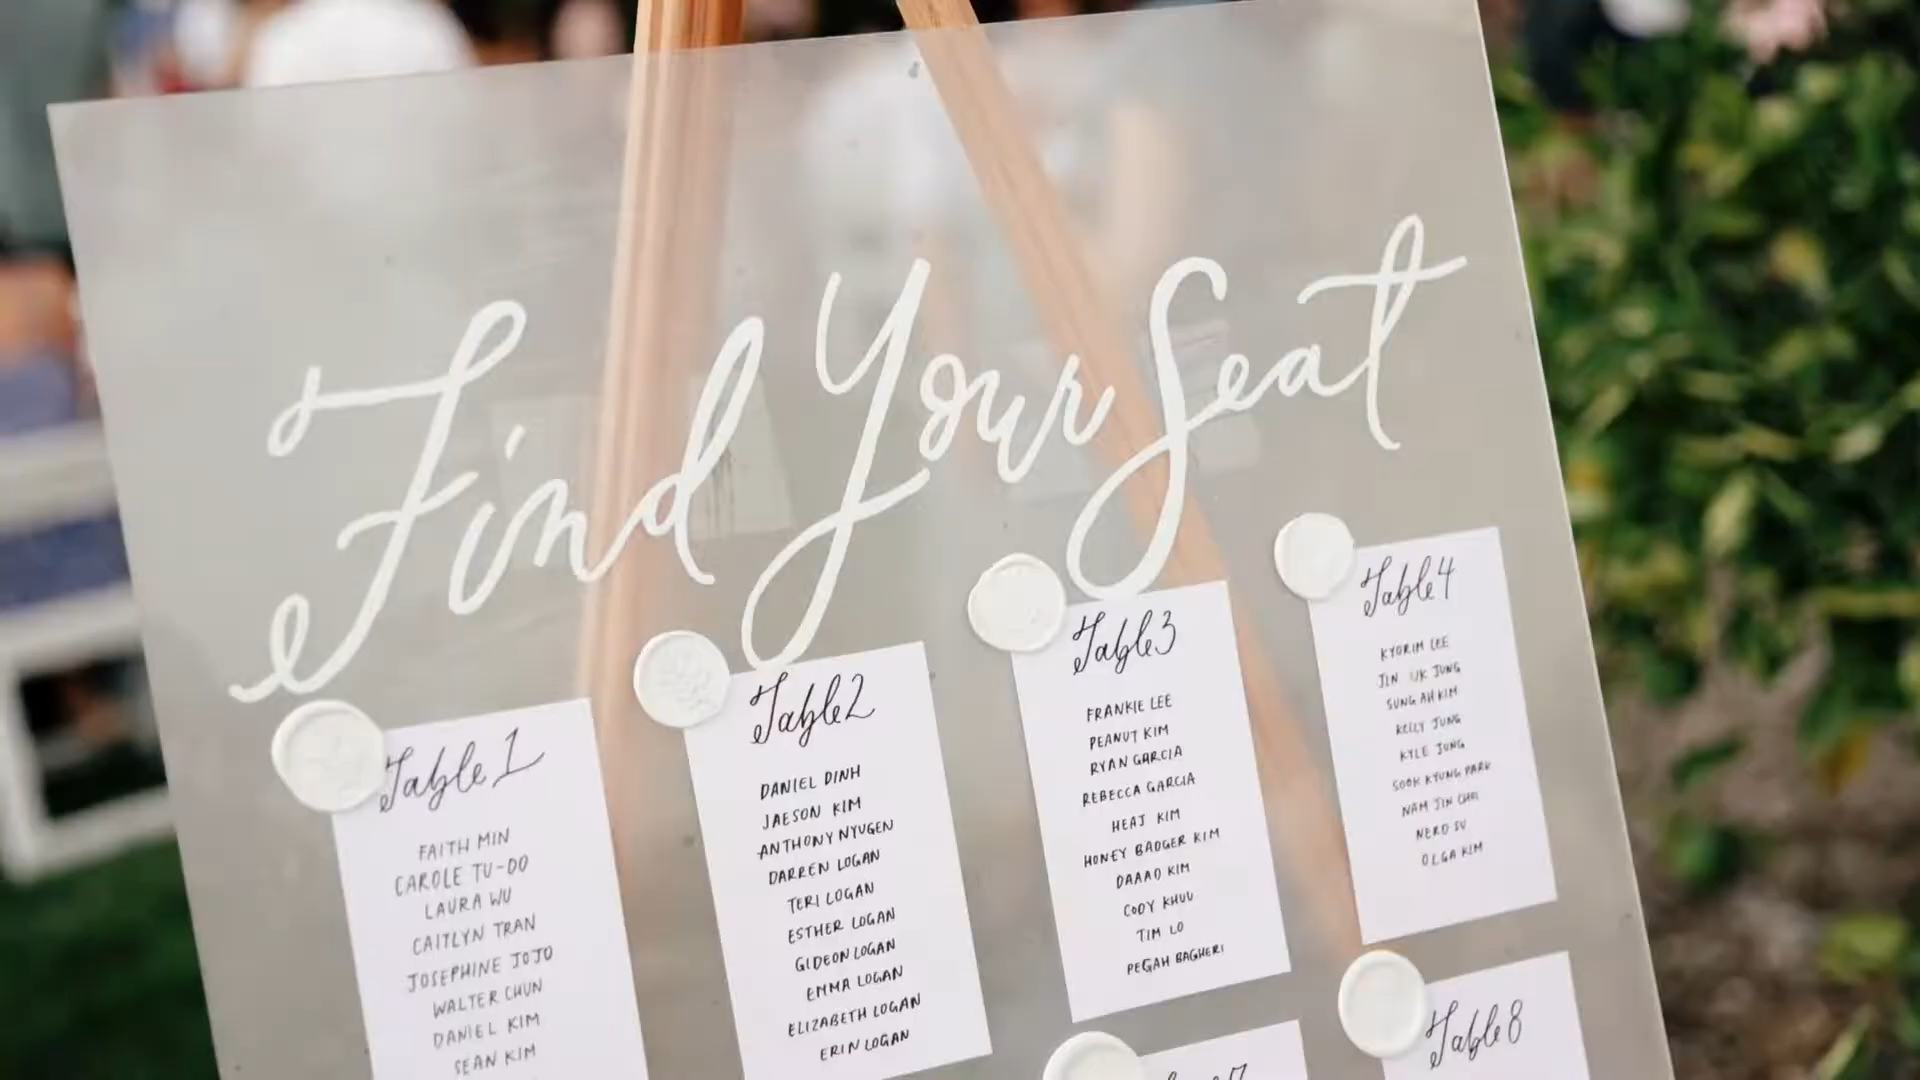 Find Your Seat
Table 1
FAITH MIN
CAROLE TU-DO
LAURA WU
CAITLYN TRAN
JOSEPHINE JOJO
WALTER CHUN
DANIEL KIM
SEAN KIM
Table 2
DANIEL DINH
JAESON KIM
ANTHONY NYUGEN
DARREN LOGAN
TERI LOGAN
ESTHER LOGAN
GIDEON LOGAN
EMMA LOGAN
ELIZABETH LOGAN
ERIN LOGAN
Table 3
FRANKIE LEE
PEANUT KIM
RYAN GARCIA
REBECCA GARCIA
HEAJ KIM
HONEY BADGER KIM
DAAAD KIM
CODY KHUU
TIM LO
PEGAH BAGHERI
Table 4
KYORIM LEE
JIN UK JUNG
SUNG AH KIM
KELLY JUNG
KYLE JUNG
SOOK KYUNG PARK
NAM JIN CHOI
NERD SU
OLGA KIM
7
Table 8